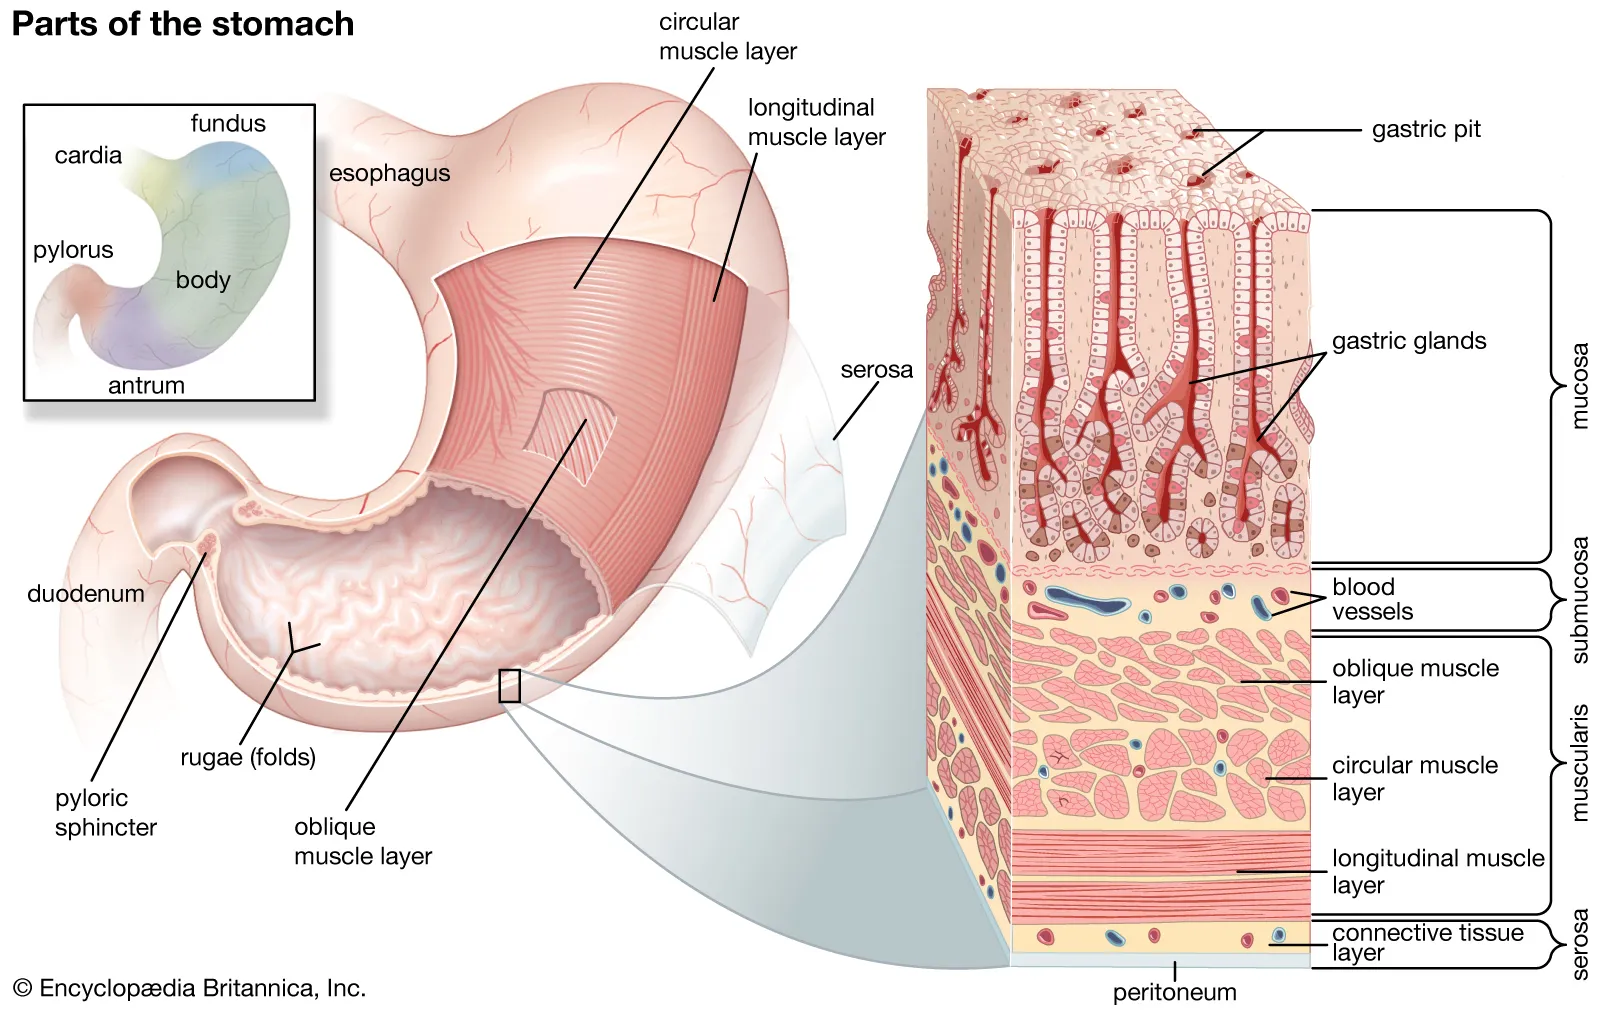 Parts of the stomach
circular
muscle layer
longitudinal
muscle layer
fundus
cardia
pylorus
body
antrum
esophagus
serosa
duodenum
rugae (folds)
pyloric
sphincter
oblique
muscle layer
gastric pit
gastric glands
mucosa
blood
vessels
submucosa
oblique muscle
layer
circular muscle
layer
longitudinal muscle
layer
muscularis
connective tissue
layer
serosa
peritoneum
© Encyclopædia Britannica, Inc.